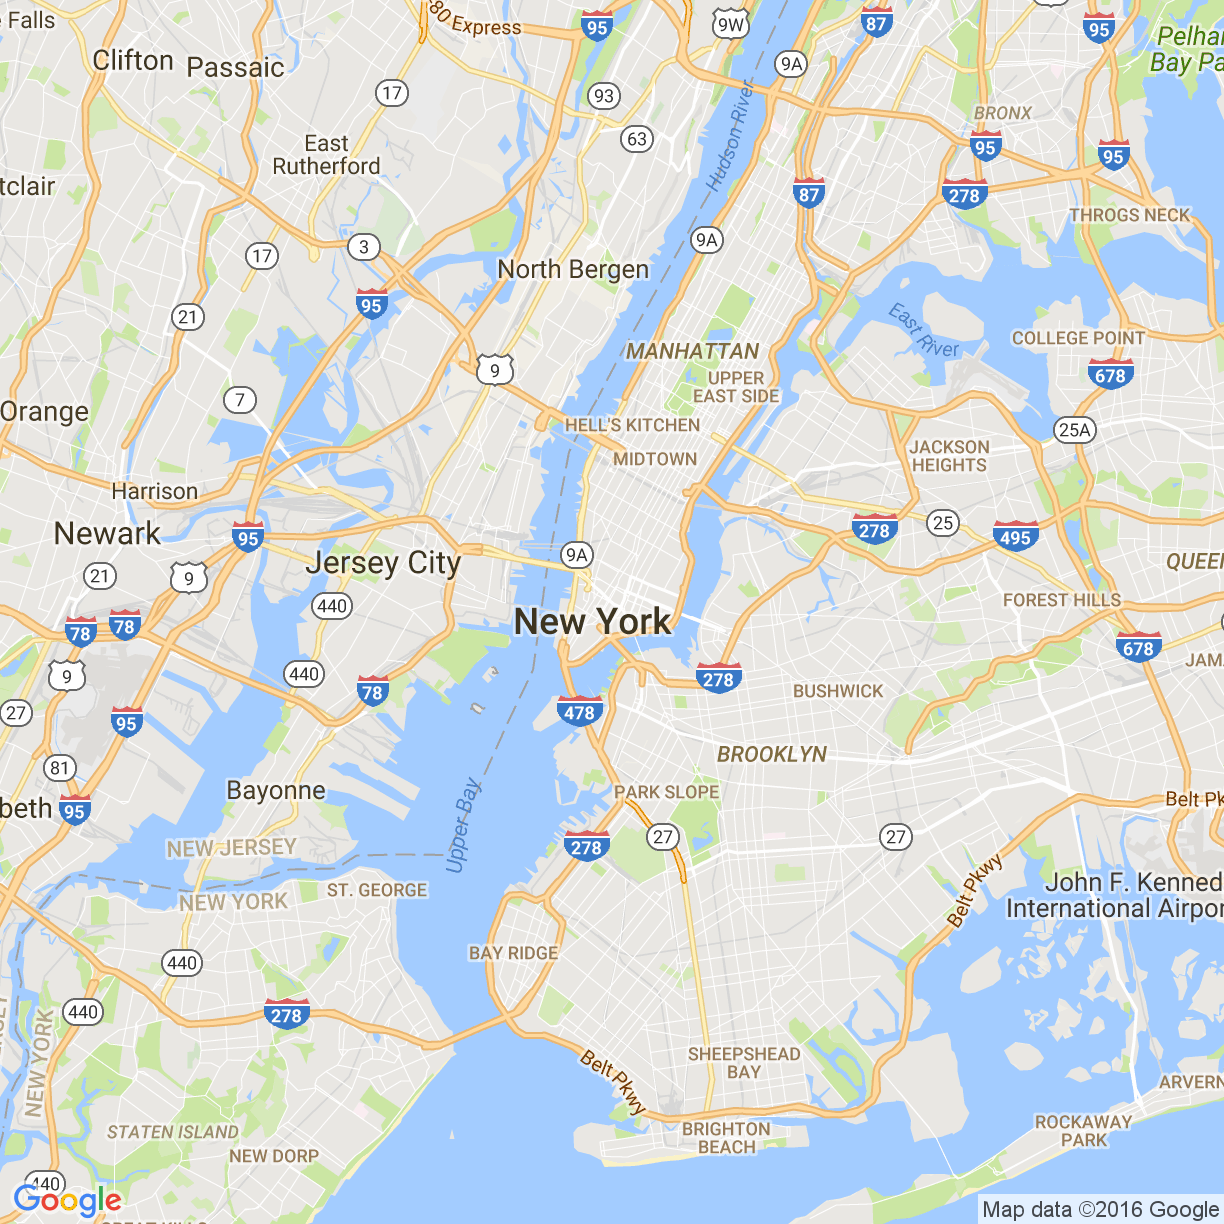 e Falls
Clifton
Passaic
-80 Express
95
9W
87
95
Pelha
Bay Pa
9A
17
93
63
Hudson River
BRONX
95
95
East
Rutherford
tclair
87
278
THROGS NECK
17
3
9A
North Bergen
95
21
East River
COLLEGE POINT
MANHATTAN
9
UPPER
EAST SIDE
678
7
Orange
HELL'S KITCHEN
25A
MIDTOWN
JACKSON
HEIGHTS
Harrison
Newark
95
278
25
495
9A
Jersey City
QUEE
21
9
440
FOREST HILLS
New York
78
78
678
440
9
278
JAMA
78
BUSHWICK
27
95
478
BROOKLYN
81
Bayonne
PARK SLOPE
Belt Pk
beth
95
Upper Bay
27
27
278
NEW JERSEY
NEW YORK
ST. GEORGE
Belt Pkwy
John F. Kenned
International Airpor
440
BAY RIDGE
440
278
NEW YORK
Belt Pkwy
SHEEPSHEAD
BAY
ARVERN
STATEN ISLAND
BRIGHTON
BEACH
ROCKAWAY
PARK
NEW DORP
440
Google
Map data ©2016 Google